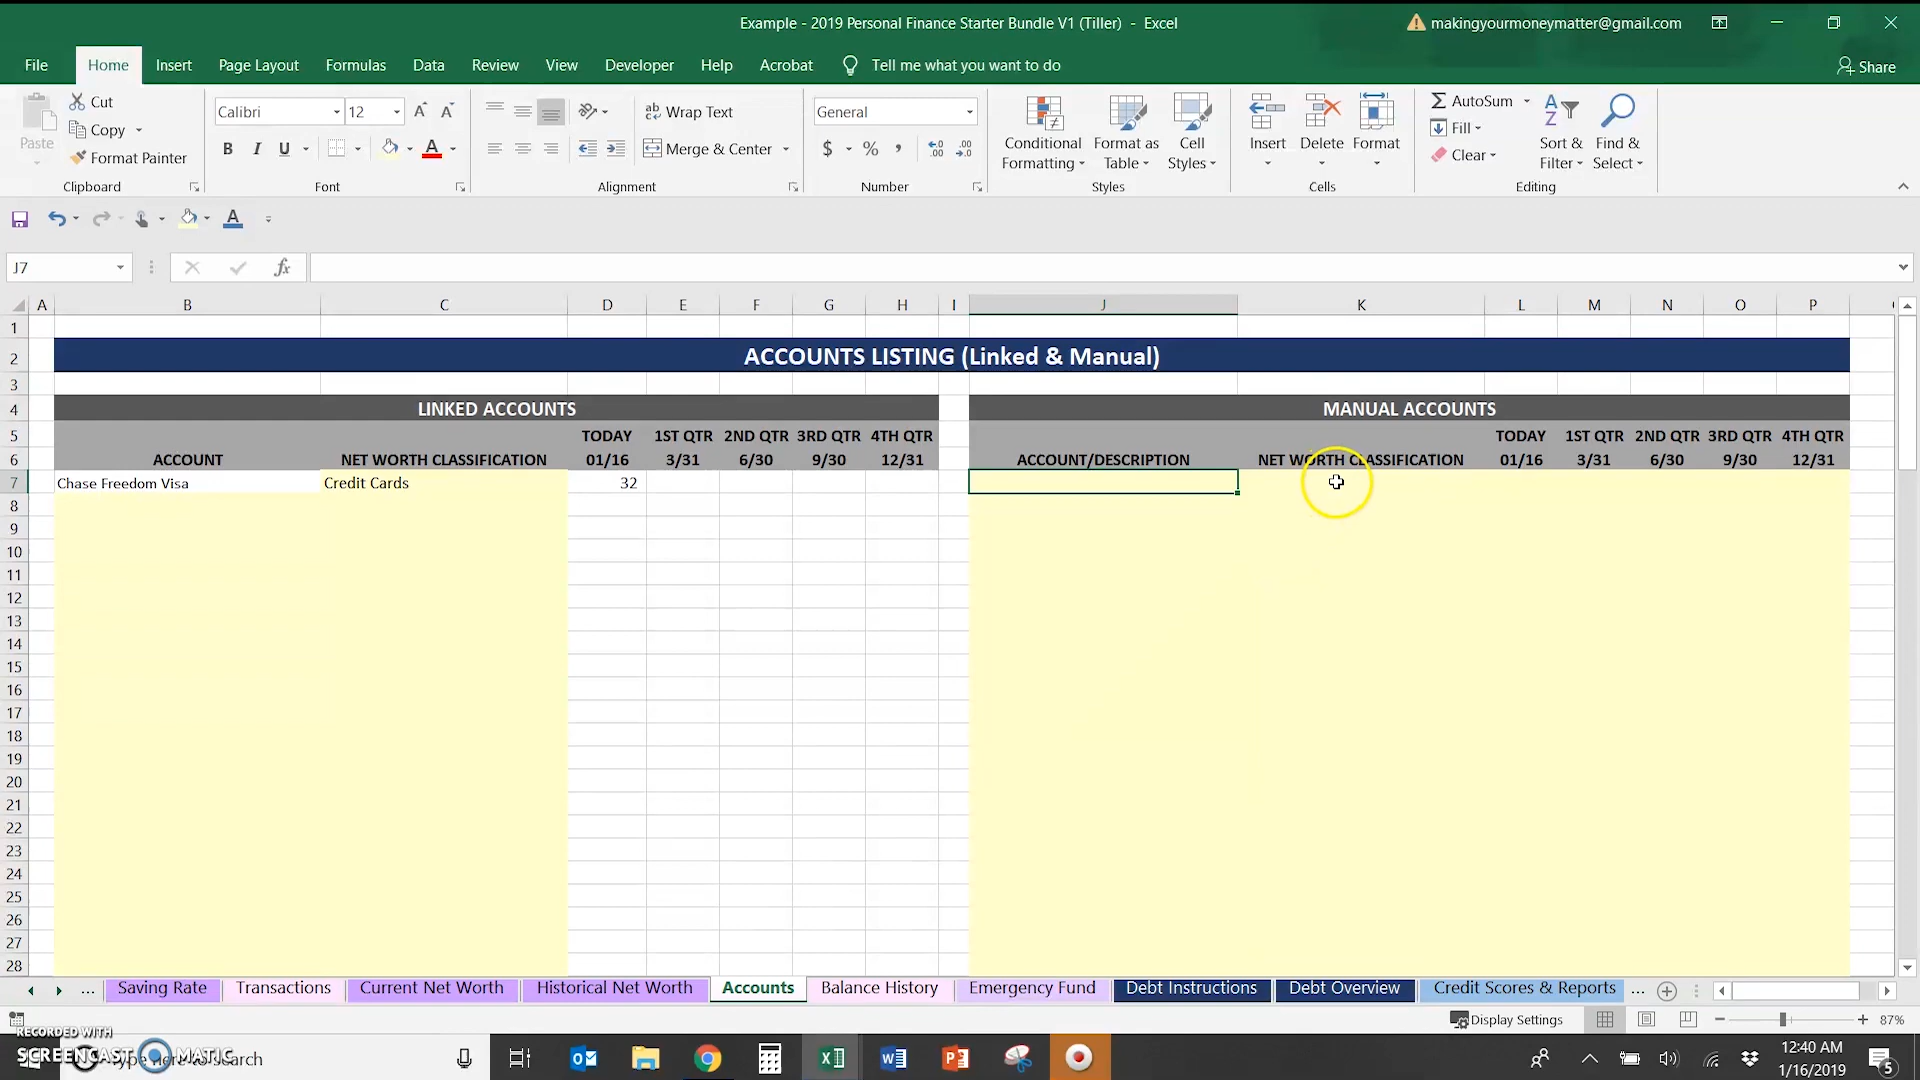 Example - 2019 Personal Finance Starter Bundle V1 (Tiller) - Excel
makingyourmoneymatter@gmail.com
File Home Insert Page Layout Formulas Data Review View Developer Help Acrobat Tell me what you want to do Share
Paste
Cut
Copy
Format Painter
Clipboard
Calibri 12
B I U A
Font
Wrap Text
Merge & Center
Alignment
General
$ % ,
Number
Conditional Formatting
Format as Table
Cell Styles
Styles
Insert Delete Format
Cells
AutoSum
Fill
Clear
Sort & Filter
Find & Select
Editing
J7 fx
A B C D E F G H I J K L M N O P
1
2 ACCOUNTS LISTING (Linked & Manual)
3
4 LINKED ACCOUNTS MANUAL ACCOUNTS
5 TODAY 1ST QTR 2ND QTR 3RD QTR 4TH QTR TODAY 1ST QTR 2ND QTR 3RD QTR 4TH QTR
6 ACCOUNT NET WORTH CLASSIFICATION 01/16 3/31 6/30 9/30 12/31 ACCOUNT/DESCRIPTION NET WORTH CLASSIFICATION 01/16 3/31 6/30 9/30 12/31
7 Chase Freedom Visa Credit Cards 32
8
9
10
11
12
13
14
15
16
17
18
19
20
21
22
23
24
25
26
27
28
... Saving Rate Transactions Current Net Worth Historical Net Worth Accounts Balance History Emergency Fund Debt Instructions Debt Overview Credit Scores & Reports ...
Display Settings 87%
RECORDED WITH
SCREENCAST MATIC
Type here to search
12:40 AM
1/16/2019
5